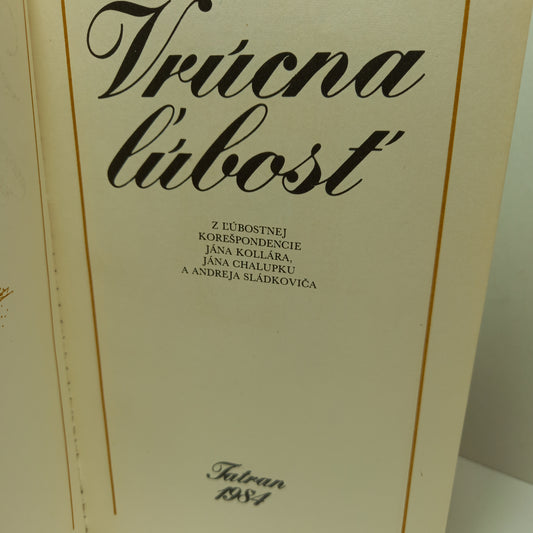 Vrúcna
ľúbosť
Z ĽÚBOSTNEJ
KOREŠPONDENCIE
JÁNA KOLLÁRA,
JÁNA CHALUPKU
A ANDREJA SLÁDKOVIČA
Tatran
1984